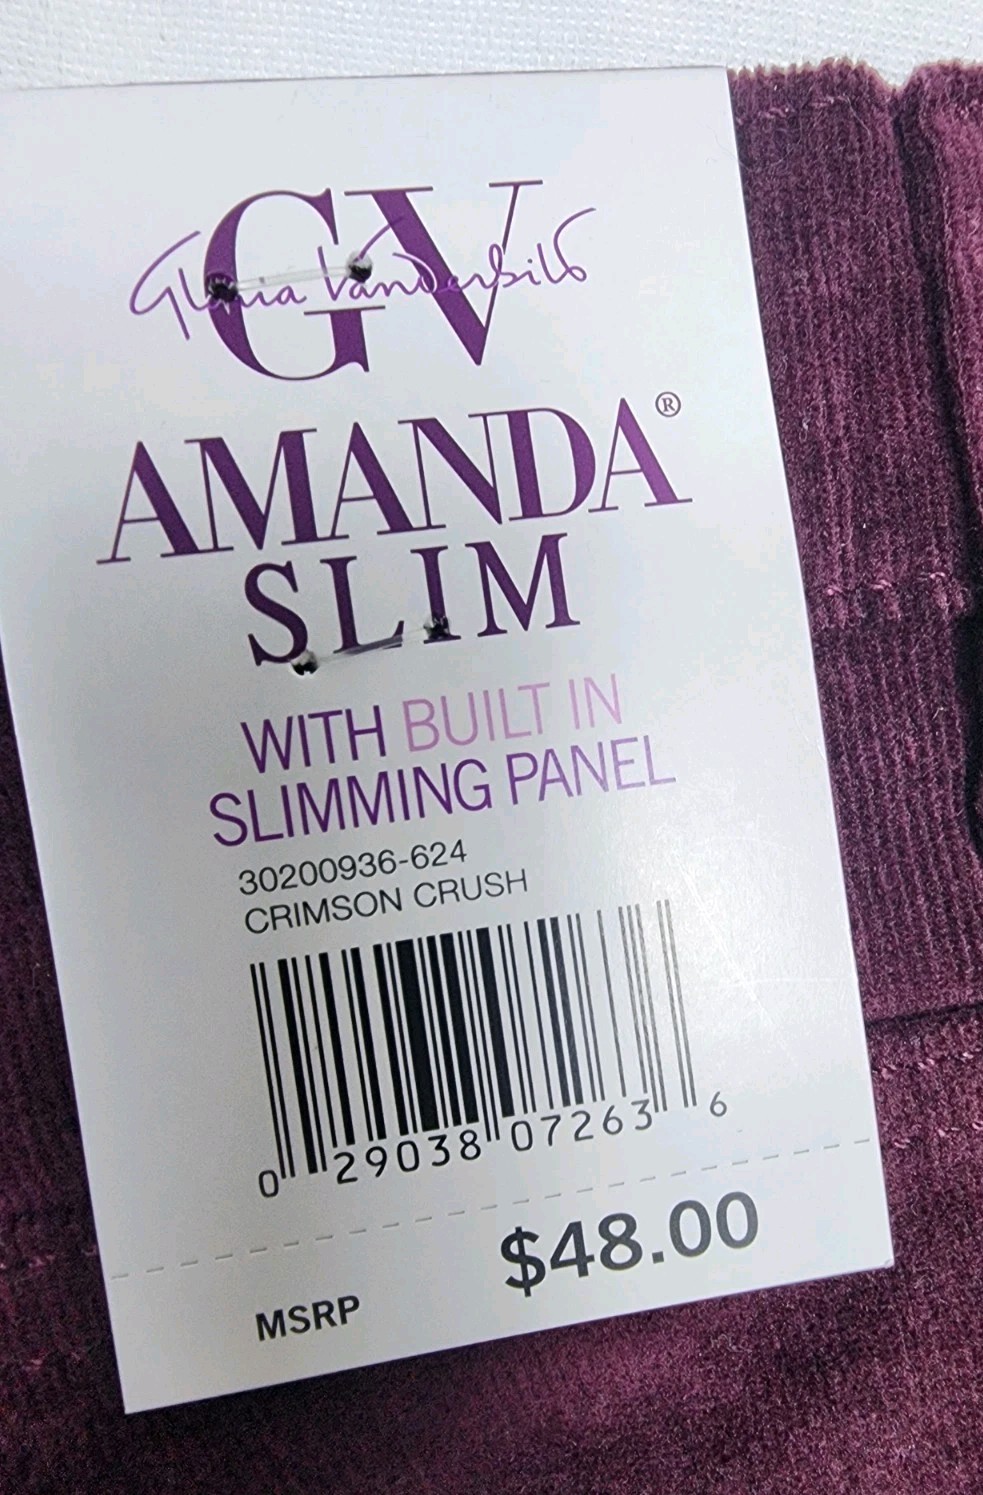 GV
Gloria Vanderbilt
AMANDA®
SLIM
WITH BUILT IN
SLIMMING PANEL
30200936-624
CRIMSON CRUSH
0 29038 07263 6
MSRP $48.00